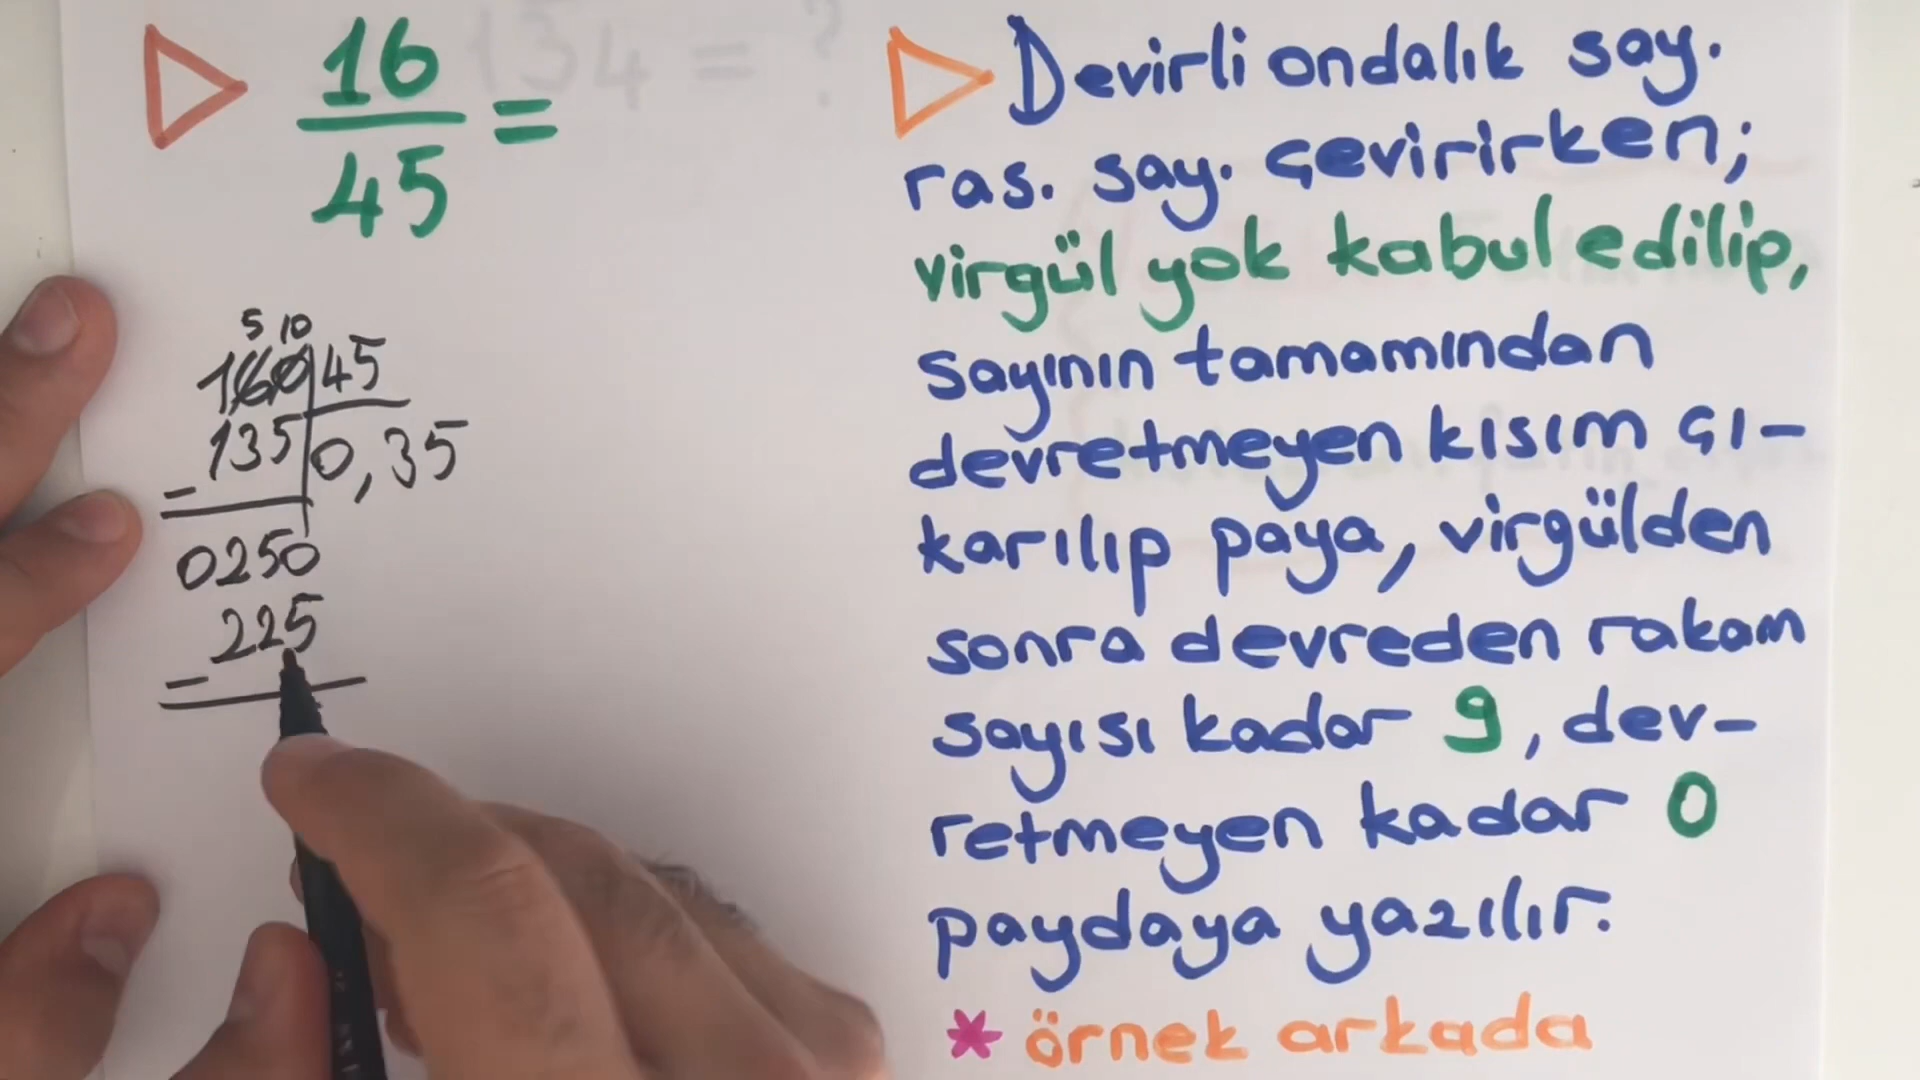 16
45
=
5 10
160 45
135 0,35
-
0250
225
-
134 = ?
Devirli ondalık say.
ras. say. çevirirken;
virgül yok kabul edilip,
sayının tamamından
devretmeyen kısım çı-
karılıp paya, virgülden
sonra devreden rakam
sayısı kadar 9, dev-
retmeyen kadar 0
paydaya yazılır.
* örnek arkada